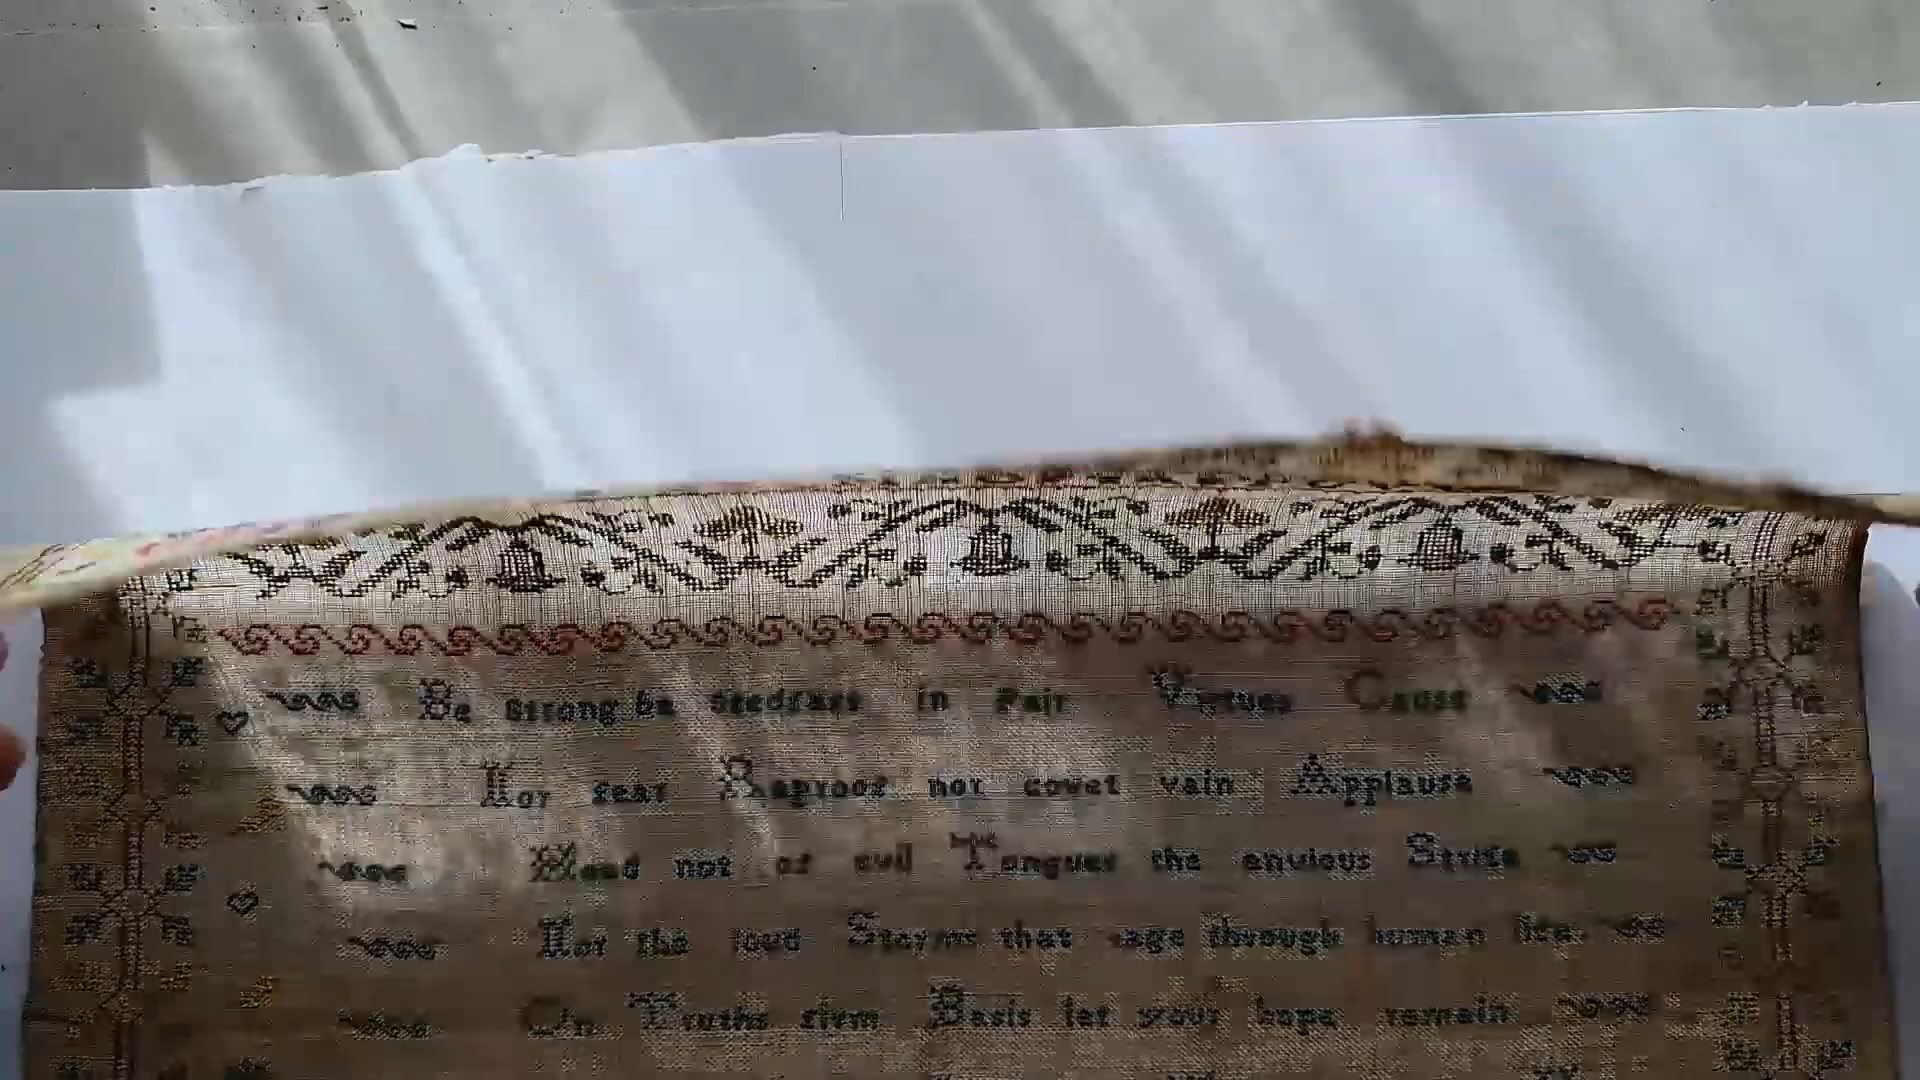 Be Strong be Stedfast in Fair Virtues Cause
Nor fear Reproof nor covet vain Applause
Heed not of evil Tongues the envious Strife
Nor the loud Storms that rage through human life
On Truths firm Basis let your hope remain